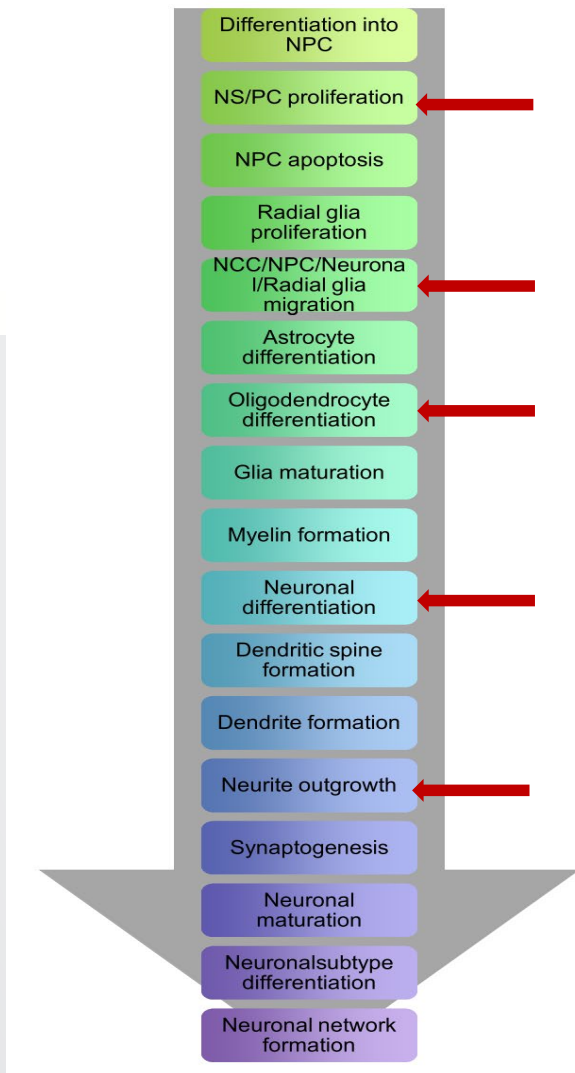 Differentiation into
NPC
NS/PC proliferation
NPC apoptosis
Radial glia
proliferation
NCC/NPC/Neurona
l/Radial glia
migration
Astrocyte
differentiation
Oligodendrocyte
differentiation
Glia maturation
Myelin formation
Neuronal
differentiation
Dendritic spine
formation
Dendrite formation
Neurite outgrowth
Synaptogenesis
Neuronal
maturation
Neuronalsubtype
differentiation
Neuronal network
formation